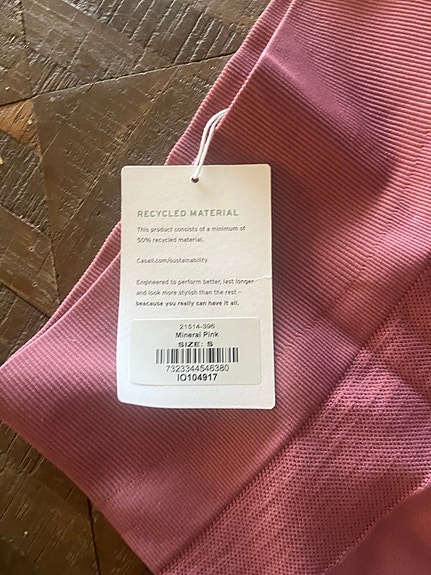 RECYCLED MATERIAL
This product consists of a minimum of
50% recycled material.
Casall.com/sustainability
Engineered to perform better, last longer
and look more stylish than the rest –
beacause you really can have it all.
21514-396
Mineral Pink
SIZE: S
7323344546380
IO104917